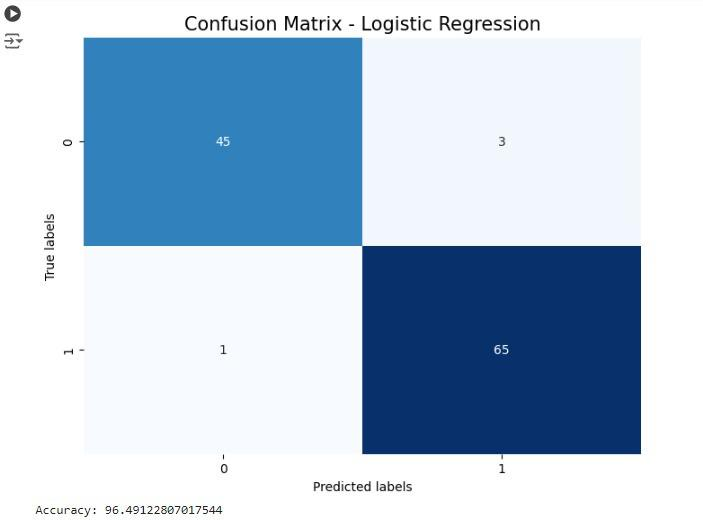 Confusion Matrix - Logistic Regression
0
45
3
True labels
1
1
65
0
1
Predicted labels
Accuracy: 96.49122807017544